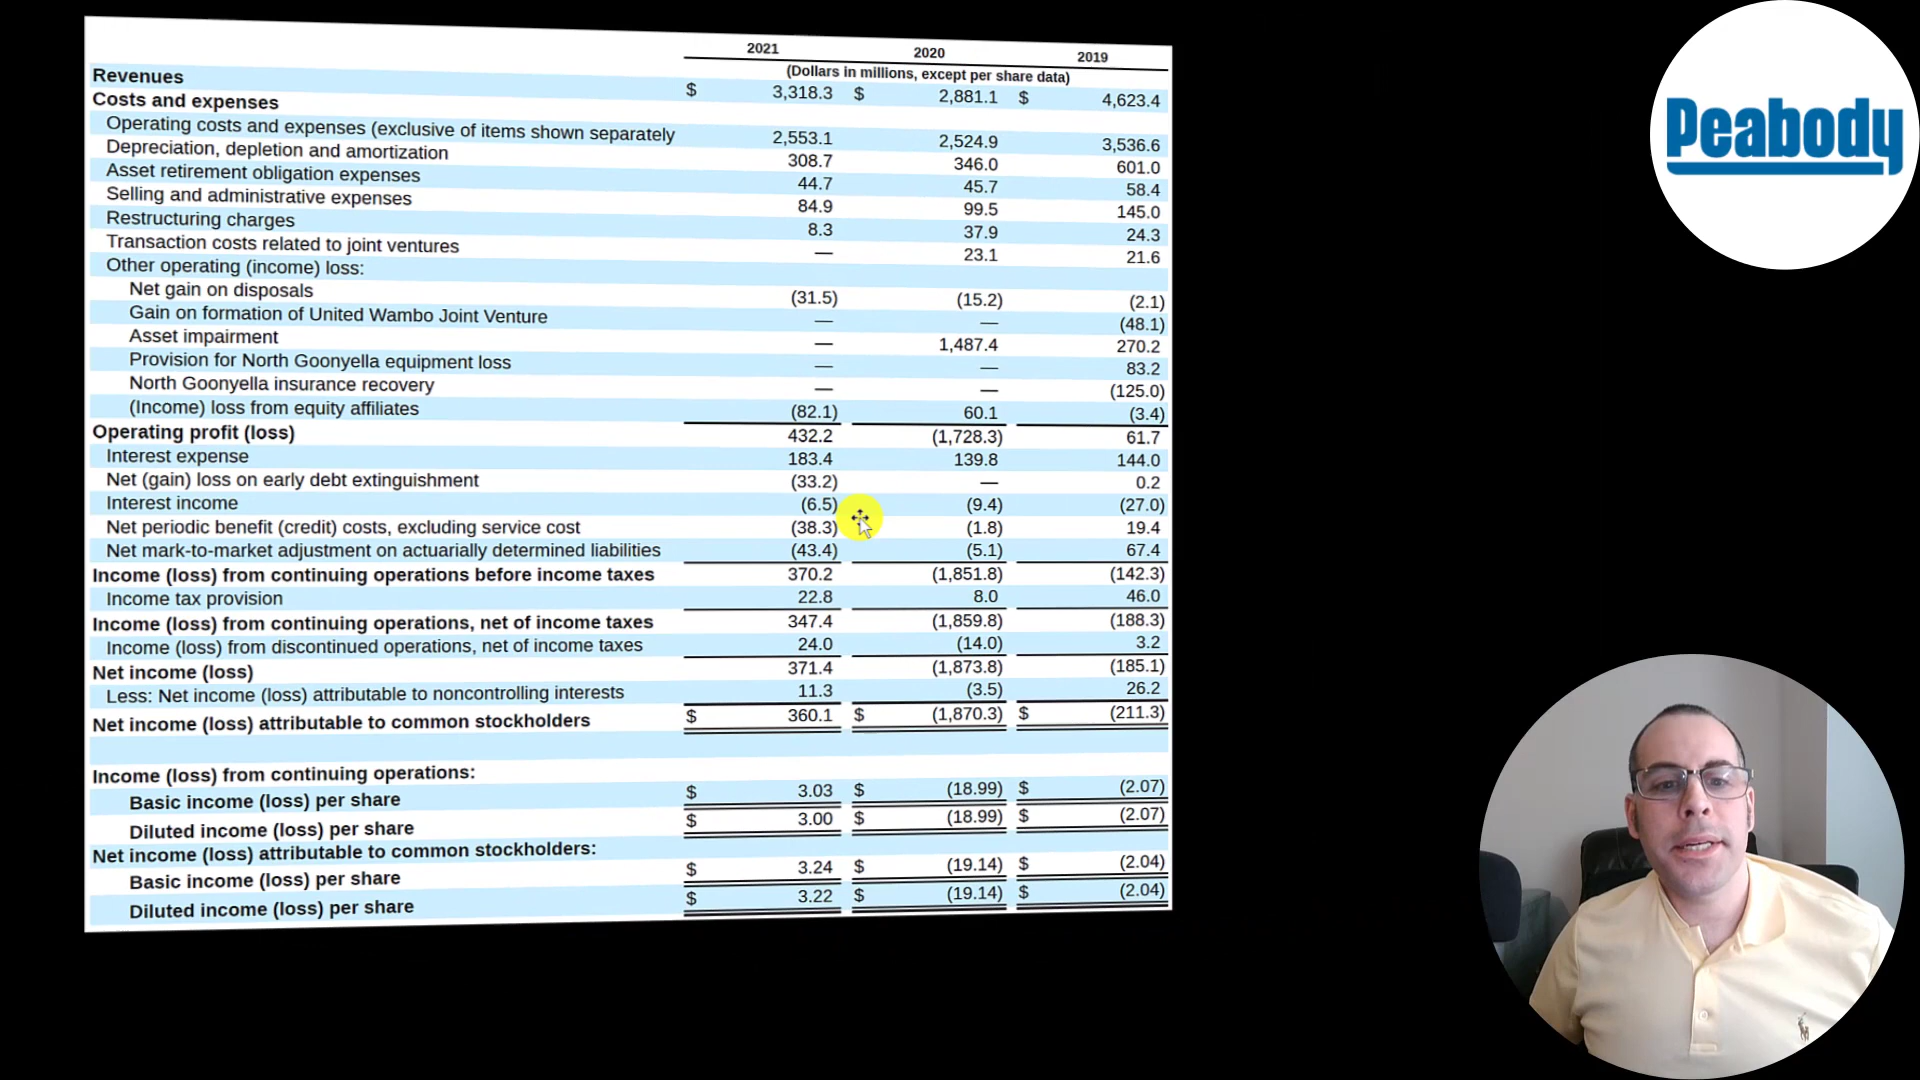 2021 2020 2019
(Dollars in millions, except per share data)
Revenues $ 3,318.3 $ 2,881.1 $ 4,623.4
Costs and expenses
Operating costs and expenses (exclusive of items shown separately 2,553.1 2,524.9 3,536.6
Depreciation, depletion and amortization 308.7 346.0 601.0
Asset retirement obligation expenses 44.7 45.7 58.4
Selling and administrative expenses 84.9 99.5 145.0
Restructuring charges 8.3 37.9 24.3
Transaction costs related to joint ventures — 23.1 21.6
Other operating (income) loss:
Net gain on disposals (31.5) (15.2) (2.1)
Gain on formation of United Wambo Joint Venture — — (48.1)
Asset impairment — 1,487.4 270.2
Provision for North Goonyella equipment loss — — 83.2
North Goonyella insurance recovery — — (125.0)
(Income) loss from equity affiliates (82.1) 60.1 (3.4)
Operating profit (loss) 432.2 (1,728.3) 61.7
Interest expense 183.4 139.8 144.0
Net (gain) loss on early debt extinguishment (33.2) — 0.2
Interest income (6.5) (9.4) (27.0)
Net periodic benefit (credit) costs, excluding service cost (38.3) (1.8) 19.4
Net mark-to-market adjustment on actuarially determined liabilities (43.4) (5.1) 67.4
Income (loss) from continuing operations before income taxes 370.2 (1,851.8) (142.3)
Income tax provision 22.8 8.0 46.0
Income (loss) from continuing operations, net of income taxes 347.4 (1,859.8) (188.3)
Income (loss) from discontinued operations, net of income taxes 24.0 (14.0) 3.2
Net income (loss) 371.4 (1,873.8) (185.1)
Less: Net income (loss) attributable to noncontrolling interests 11.3 (3.5) 26.2
Net income (loss) attributable to common stockholders $ 360.1 $ (1,870.3) $ (211.3)
Income (loss) from continuing operations:
Basic income (loss) per share $ 3.03 $ (18.99) $ (2.07)
Diluted income (loss) per share $ 3.00 $ (18.99) $ (2.07)
Net income (loss) attributable to common stockholders:
Basic income (loss) per share $ 3.24 $ (19.14) $ (2.04)
Diluted income (loss) per share $ 3.22 $ (19.14) $ (2.04)
Peabody